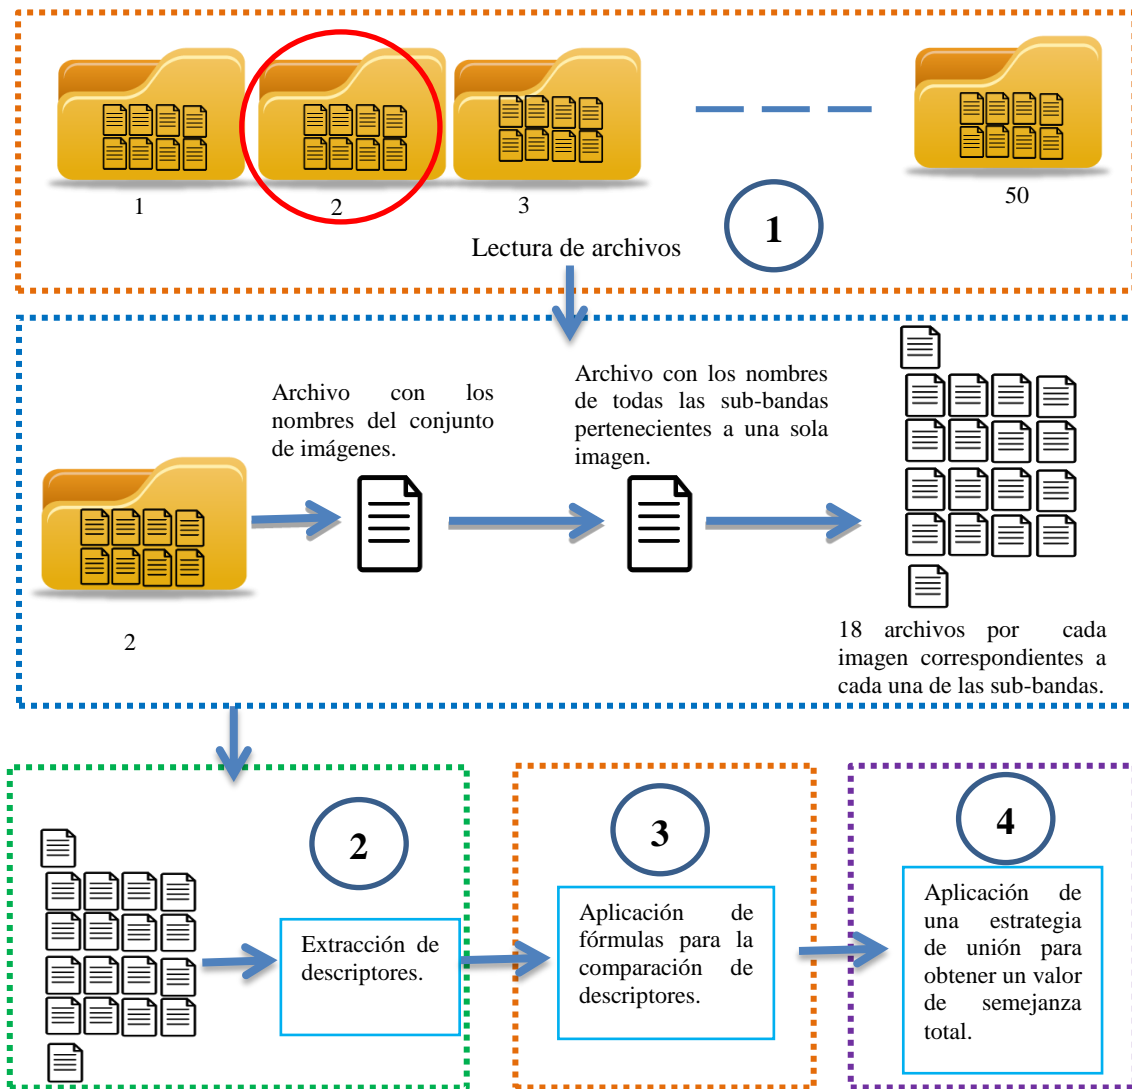 1
2
3
50
1
Lectura de archivos
Archivo con los
nombres del conjunto
de imágenes.
Archivo con los nombres
de todas las sub-bandas
pertenecientes a una sola
imagen.
2
18 archivos por cada
imagen correspondientes a
cada una de las sub-bandas.
2
Extracción de
descriptores.
3
Aplicación de
fórmulas para la
comparación de
descriptores.
4
Aplicación de
una estrategia
de unión para
obtener un valor
de semejanza
total.